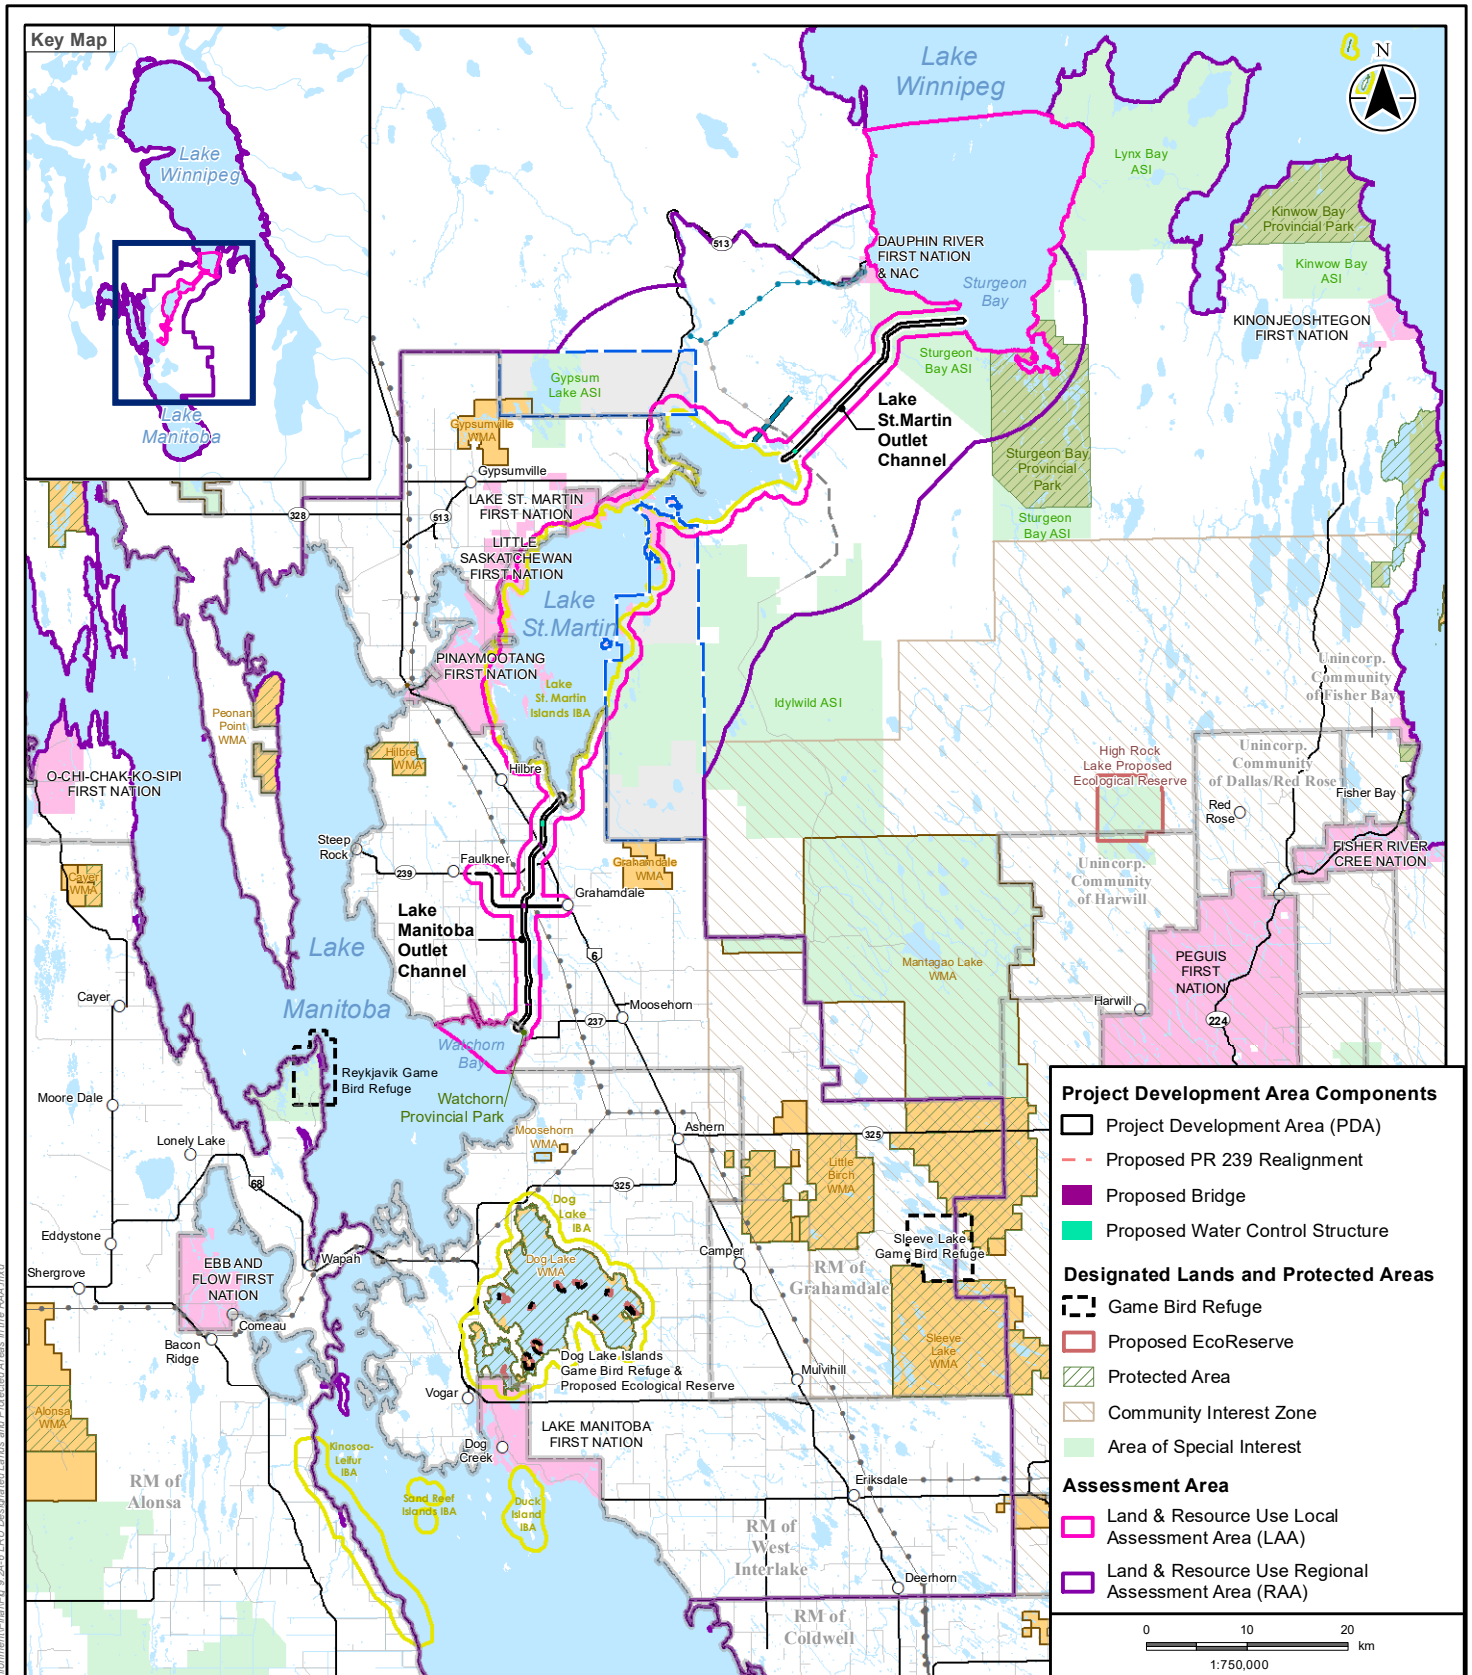 Key Map
Lake
Winnipeg
Lake
Manitoba
Lake
Winnipeg
N
Lynx Bay
ASI
Kinwow Bay
Provincial Park
Kinwow Bay
ASI
KINONJEOSHTEGON
FIRST NATION
513
DAUPHIN RIVER
FIRST NATION
& NAC
Sturgeon
Bay
Sturgeon
Bay ASI
Gypsum
Lake ASI
Lake
St.Martin
Outlet
Channel
Gypsumville
WMA
Gypsumville
Sturgeon Bay
Provincial
Park
Sturgeon
Bay ASI
LAKE ST. MARTIN
FIRST NATION
328
513
LITTLE
SASKATCHEWAN
FIRST NATION
Lake
St.Martin
PINAYMOOTANG
FIRST NATION
Lake
St. Martin
Islands IBA
Idylwild ASI
Unincorp.
Community
of Fisher Bay
Peonan
Point
WMA
Hilbre
WMA
Hilbre
O-CHI-CHAK-KO-SIPI
FIRST NATION
High Rock
Lake Proposed
Ecological Reserve
Unincorp.
Community
of Dallas/Red Rose
Red
Rose
Fisher Bay
FISHER RIVER
CREE NATION
Steep
Rock
239
Faulkner
Grahamdale
WMA
Cayer
WMA
Grahamdale
Unincorp.
Community
of Harwill
Lake
Manitoba
Outlet
Channel
Lake
Manitoba
6
Mantagao Lake
WMA
PEGUIS
FIRST
NATION
Cayer
Moosehorn
237
Harwill
224
Watchorn
Bay
Reykjavik Game
Bird Refuge
Watchorn
Provincial Park
Moore Dale
Lonely Lake
Moosehorn
WMA
Ashern
325
Little
Birch
WMA
68
325
Dog
Lake
IBA
Eddystone
Wapah
Dog Lake
WMA
Camper
Sleeve Lake
Game Bird Refuge
RM of
Grahamdale
Shergrove
EBB AND
FLOW FIRST
NATION
Comeau
Bacon
Ridge
Dog Lake Islands
Game Bird Refuge &
Proposed Ecological Reserve
Sleeve
Lake
WMA
Mulvihill
Vogar
Alonsa
WMA
LAKE MANITOBA
FIRST NATION
Dog
Creek
Kinosao-
Leifur
IBA
RM of
Alonsa
Sand Reef
Islands IBA
Duck
Island
IBA
Eriksdale
RM of
West
Interlake
Deerhorn
RM of
Coldwell
Project Development Area Components
Project Development Area (PDA)
Proposed PR 239 Realignment
Proposed Bridge
Proposed Water Control Structure
Designated Lands and Protected Areas
Game Bird Refuge
Proposed EcoReserve
Protected Area
Community Interest Zone
Area of Special Interest
Assessment Area
Land & Resource Use Local
Assessment Area (LAA)
Land & Resource Use Regional
Assessment Area (RAA)
0 10 20
km
1:750,000